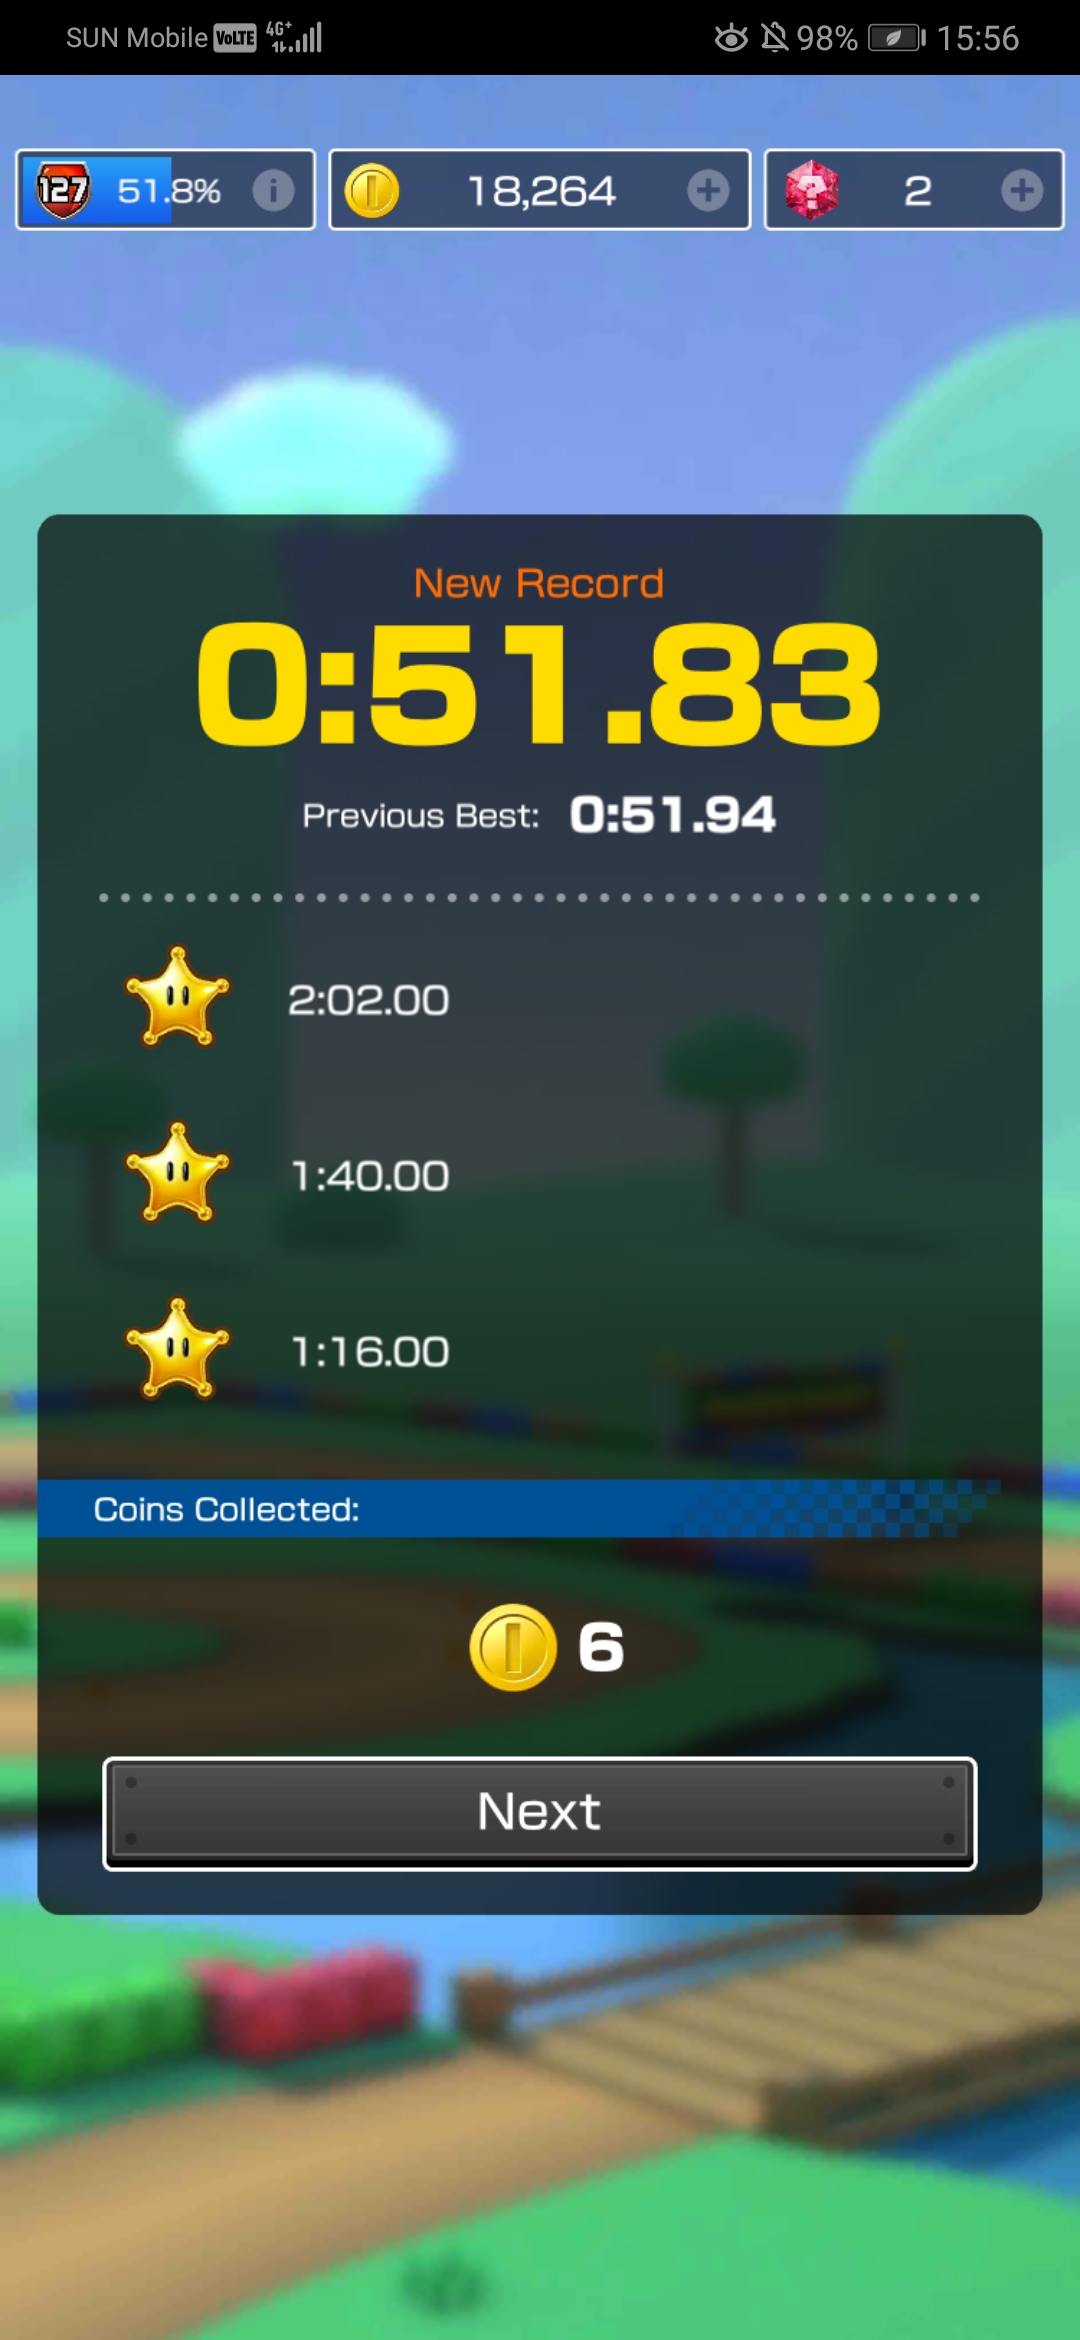 SUN Mobile VoLTE 4G+ 98% 15:56
127 51.8% i 18,264 + 2 +
New Record
0:51.83
Previous Best: 0:51.94
2:02.00
1:40.00
1:16.00
Coins Collected:
6
Next